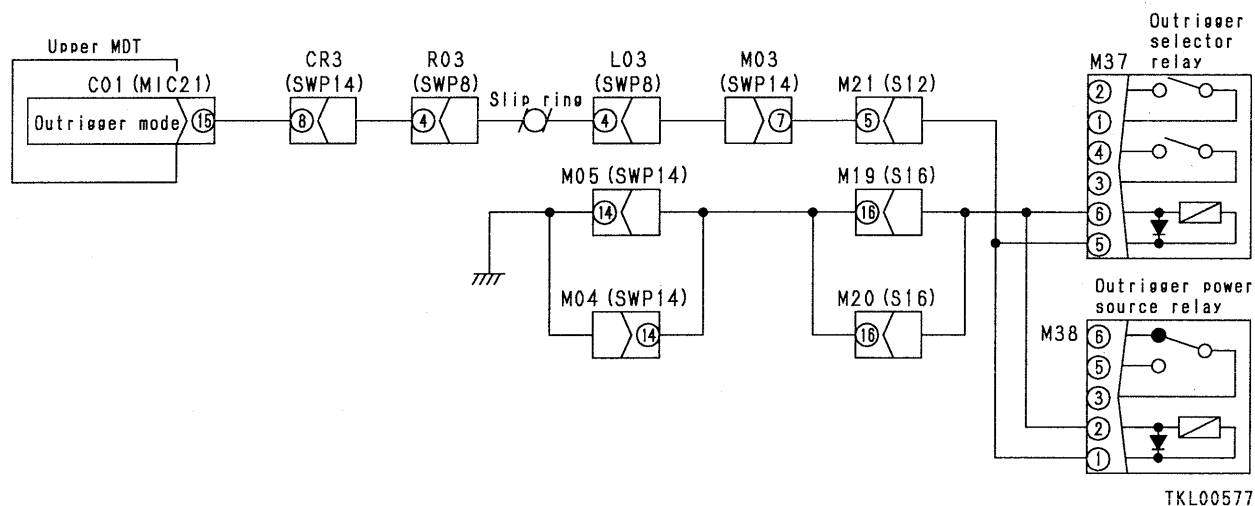 Outrigger
selector
relay
Upper MDT
CR3
(SWP14)
R03
(SWP8)
L03
(SWP8)
M03
(SWP14)
M37
C01 (MIC21)
Slip ring
M21 (S12)
Outrigger mode
15
8
4
4
7
5
2
1
4
3
6
5
M05 (SWP14)
M19 (S16)
14
16
M04 (SWP14)
M20 (S16)
14
16
Outrigger power
source relay
M38
6
5
3
2
1
TKL00577